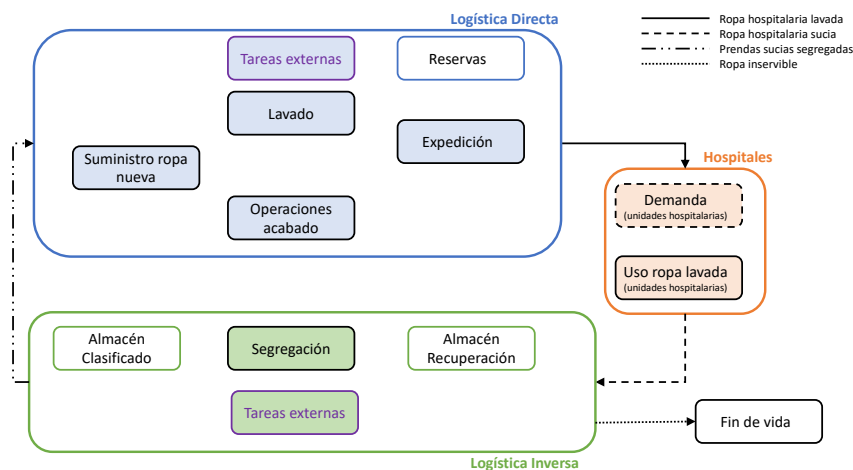 Logística Directa
Ropa hospitalaria lavada
Ropa hospitalaria sucia
Prendas sucias segregadas
Ropa inservible
Tareas externas
Reservas
Lavado
Expedición
Suministro ropa
nueva
Operaciones
acabado
Hospitales
Demanda
(unidades hospitalarias)
Uso ropa lavada
(unidades hospitalarias)
Almacén
Clasificado
Segregación
Almacén
Recuperación
Tareas externas
Fin de vida
Logística Inversa